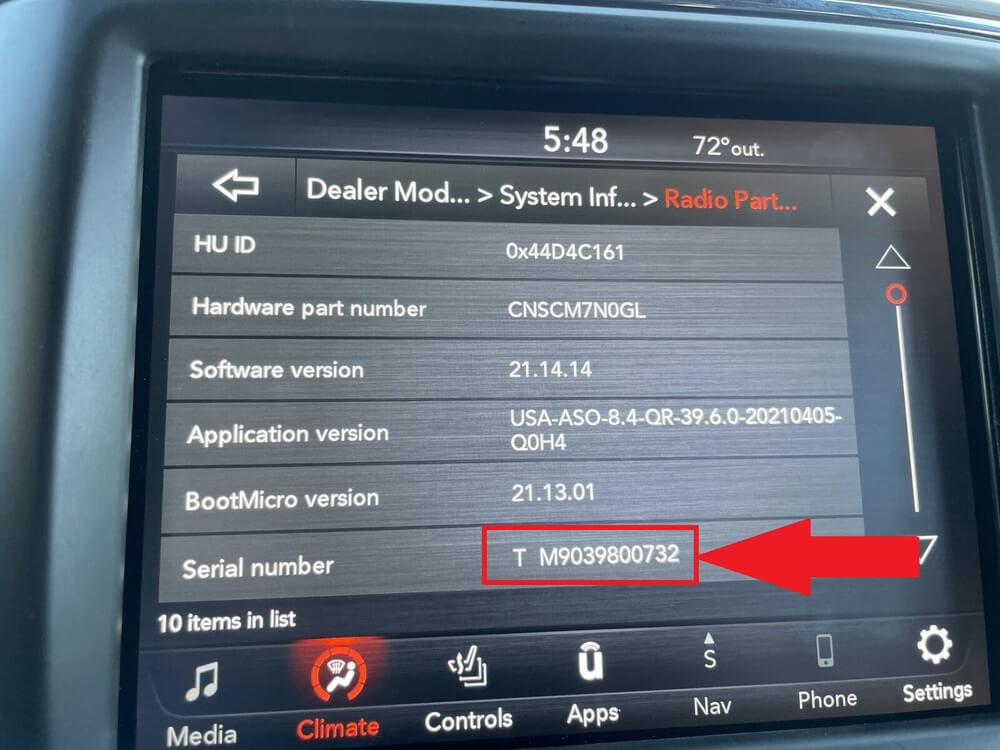 5:48 72°out.
Dealer Mod... > System Inf... > Radio Part...
HU ID 0x44D4C161
Hardware part number CNSCM7N0GL
Software version 21.14.14
Application version USA-ASO-8.4-QR-39.6.0-20210405-
Q0H4
BootMicro version 21.13.01
Serial number T M9039800732
10 items in list
S
Media Climate Controls Apps Nav Phone Settings